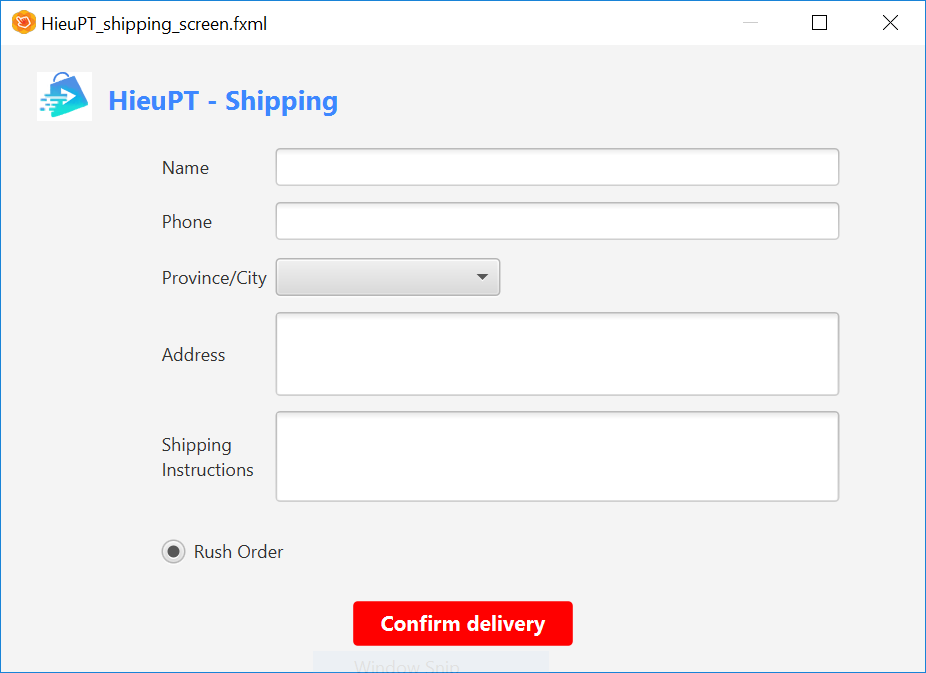 HieuPT_shipping_screen.fxml
HieuPT - Shipping
Name
Phone
Province/City
Address
Shipping
Instructions
Rush Order
Confirm delivery
Window Snip